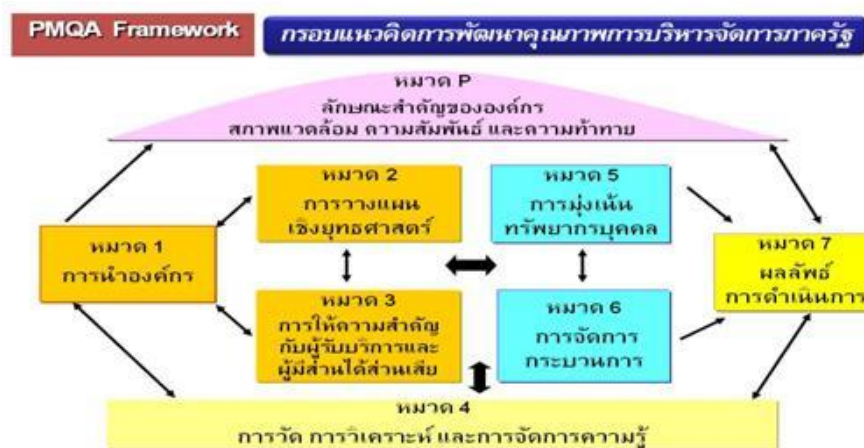 PMQA Framework
กรอบแนวคิดการพัฒนาคุณภาพการบริหารจัดการภาครัฐ
หมวด P
ลักษณะสำคัญขององค์กร
สภาพแวดล้อม ความสัมพันธ์ และความท้าทาย
หมวด 1
การนำองค์กร
หมวด 2
การวางแผน
เชิงยุทธศาสตร์
หมวด 3
การให้ความสำคัญ
กับผู้รับบริการและ
ผู้มีส่วนได้ส่วนเสีย
หมวด 5
การมุ่งเน้น
ทรัพยากรบุคคล
หมวด 6
การจัดการ
กระบวนการ
หมวด 7
ผลลัพธ์
การดำเนินการ
หมวด 4
การวัด การวิเคราะห์ และการจัดการความรู้